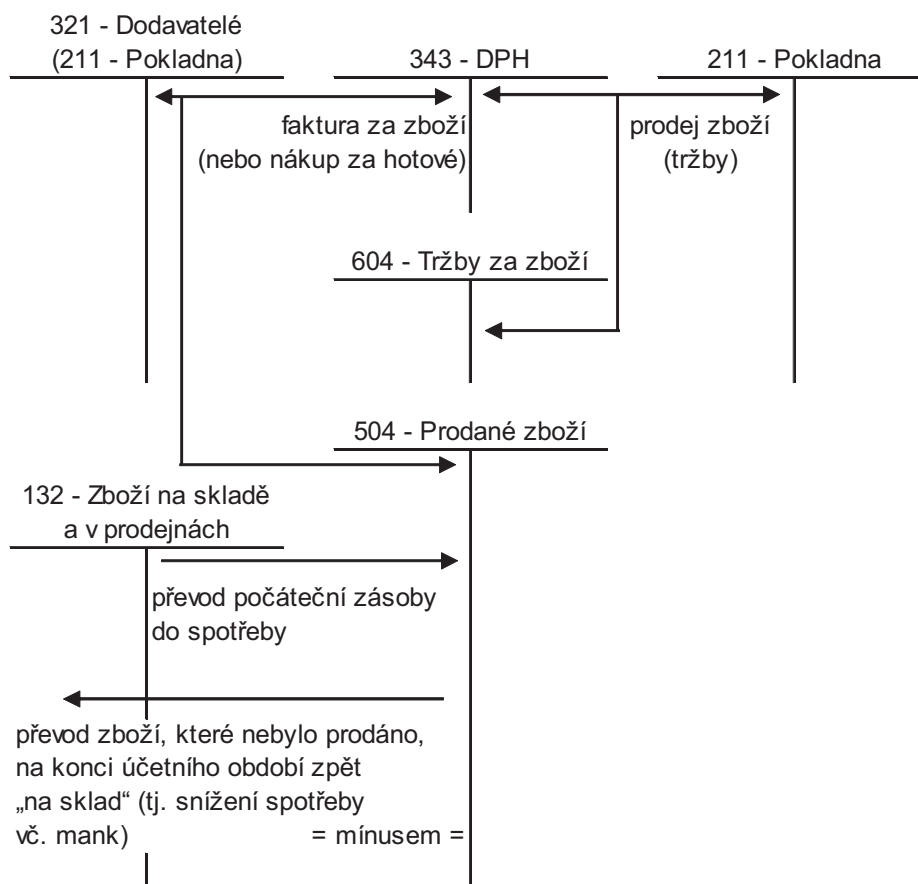 321 - Dodavatelé
(211 - Pokladna)
343 - DPH
211 - Pokladna
faktura za zboží
(nebo nákup za hotové)
prodej zboží
(tržby)
604 - Tržby za zboží
504 - Prodané zboží
132 - Zboží na skladě
a v prodejnách
převod počáteční zásoby
do spotřeby
převod zboží, které nebylo prodáno,
na konci účetního období zpět
„na sklad“ (tj. snížení spotřeby
vč. mank) = mínusem =